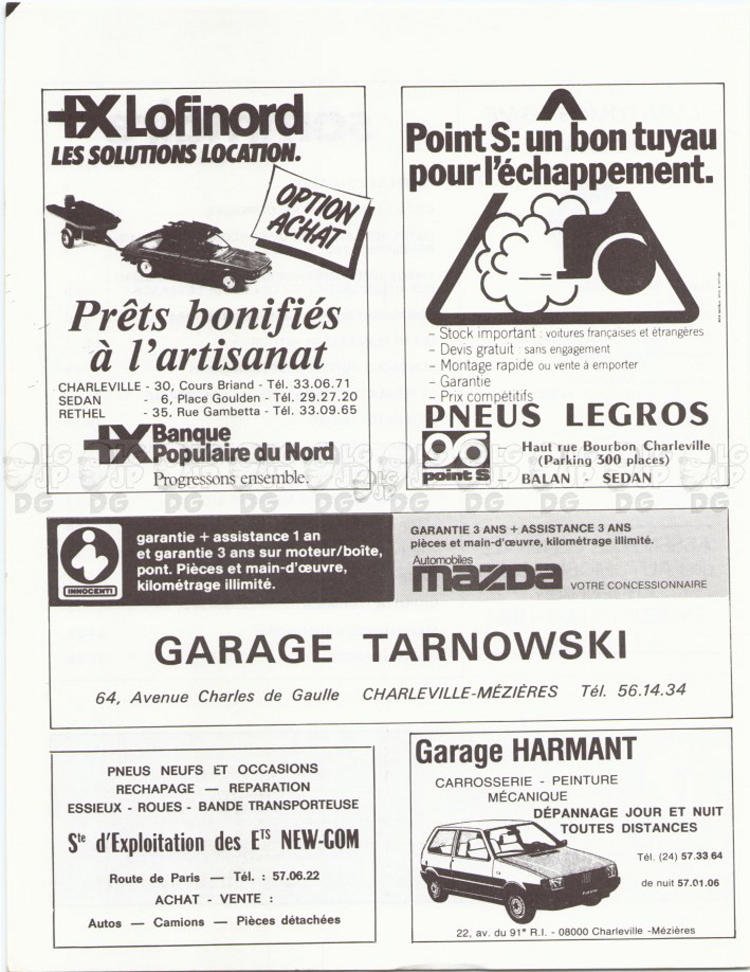 Lofinord
LES SOLUTIONS LOCATION.
OPTION
ACHAT
Prêts bonifiés
à l'artisanat
CHARLEVILLE - 30, Cours Briand - Tél. 33.06.71
SEDAN - 6, Place Goulden - Tél. 29.27.20
RETHEL - 35, Rue Gambetta - Tél. 33.09.65
Banque
Populaire du Nord
Progressons ensemble.
Point S: un bon tuyau
pour l'échappement.
- Stock important : voitures françaises et étrangères
- Devis gratuit : sans engagement
- Montage rapide ou vente à emporter
- Garantie
- Prix compétitifs
PNEUS LEGROS
point S
Haut rue Bourbon Charleville
(Parking 300 places)
BALAN - SEDAN
LG JP DG
INNOCENTI
garantie + assistance 1 an
et garantie 3 ans sur moteur/boîte,
pont. Pièces et main-d'œuvre,
kilométrage illimité.
GARANTIE 3 ANS + ASSISTANCE 3 ANS
pièces et main-d'œuvre, kilométrage illimité.
Automobiles
mazda VOTRE CONCESSIONNAIRE
GARAGE TARNOWSKI
64, Avenue Charles de Gaulle CHARLEVILLE-MÉZIÈRES Tél. 56.14.34
PNEUS NEUFS ET OCCASIONS
RECHAPAGE — REPARATION
ESSIEUX - ROUES - BANDE TRANSPORTEUSE
Ste d'Exploitation des ETS NEW-COM
Route de Paris — Tél. : 57.06.22
ACHAT - VENTE :
Autos — Camions — Pièces détachées
Garage HARMANT
CARROSSERIE - PEINTURE
MÉCANIQUE
DÉPANNAGE JOUR ET NUIT
TOUTES DISTANCES
Tél. (24) 57.33 64
de nuit 57.01.06
22, av. du 91e R.I. - 08000 Charleville -Mézières